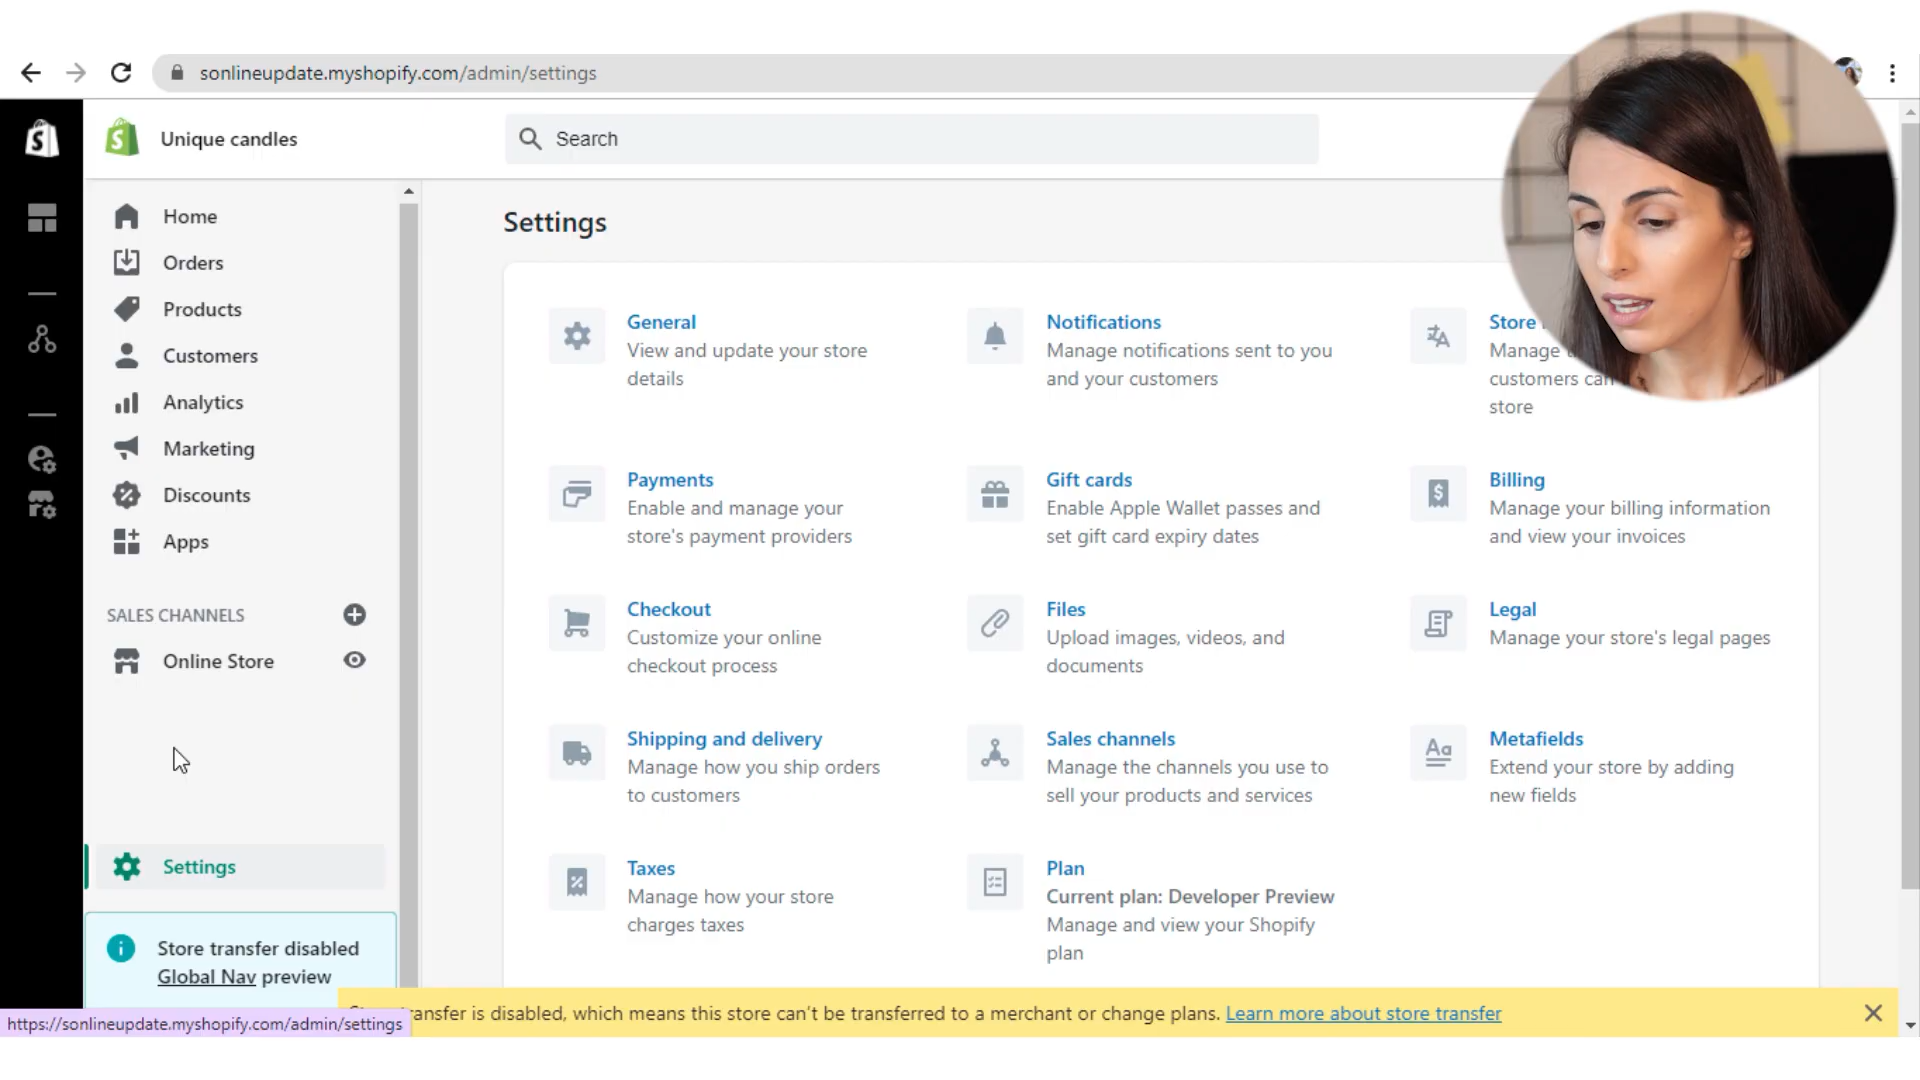 sonlineupdate.myshopify.com/admin/settings
Unique candles
Search
Home
Orders
Products
Customers
Analytics
Marketing
Discounts
Apps
SALES CHANNELS
Online Store
Settings
Store transfer disabled
Global Nav preview
Settings
General
View and update your store
details
Notifications
Manage notifications sent to you
and your customers
Store
Manage
customers can
store
Payments
Enable and manage your
store's payment providers
Gift cards
Enable Apple Wallet passes and
set gift card expiry dates
Billing
Manage your billing information
and view your invoices
Checkout
Customize your online
checkout process
Files
Upload images, videos, and
documents
Legal
Manage your store's legal pages
Shipping and delivery
Manage how you ship orders
to customers
Sales channels
Manage the channels you use to
sell your products and services
Metafields
Extend your store by adding
new fields
Taxes
Manage how your store
charges taxes
Plan
Current plan: Developer Preview
Manage and view your Shopify
plan
is disabled, which means this store can't be transferred to a merchant or change plans. Learn more about store transfer
https://sonlineupdate.myshopify.com/admin/settings